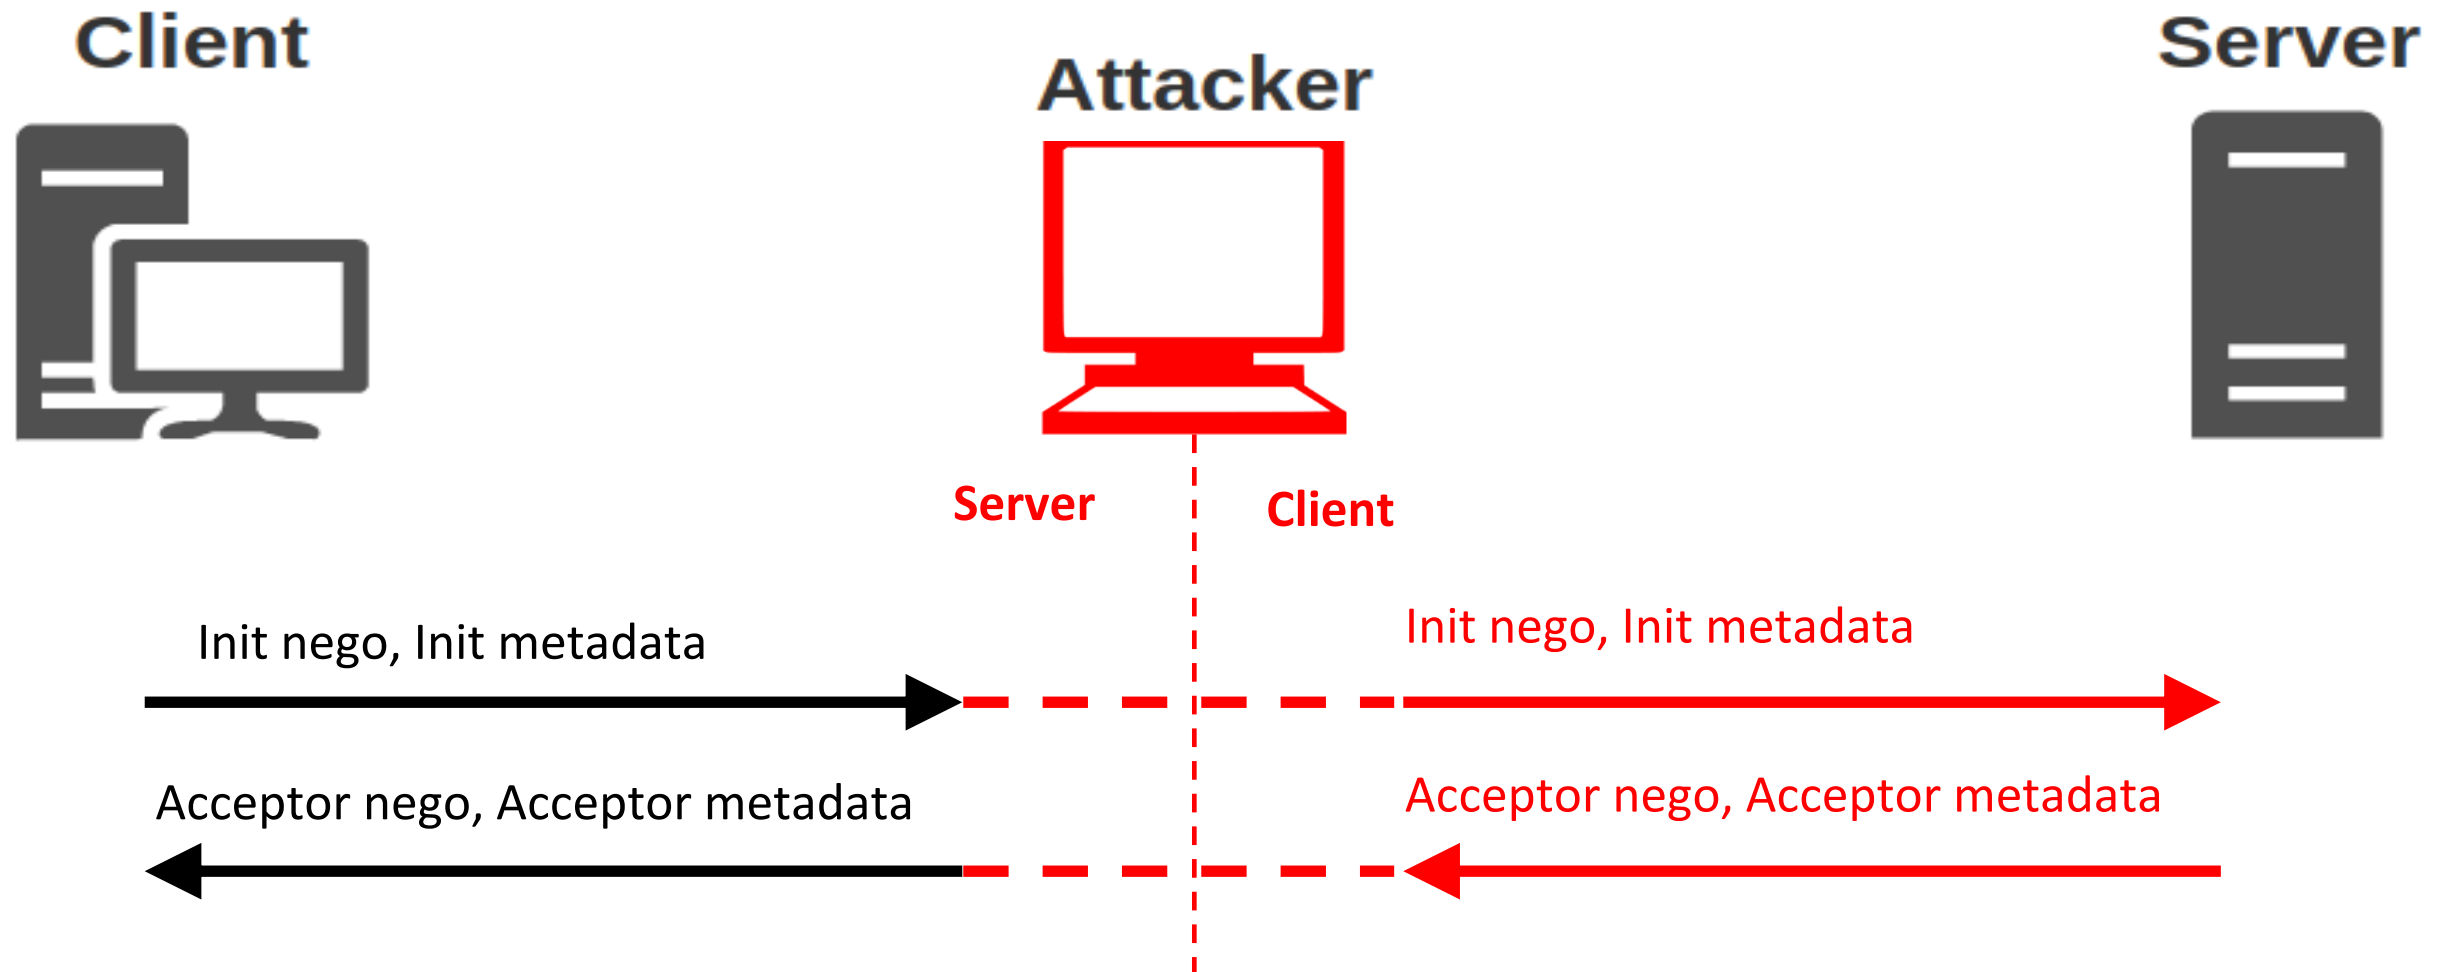 Client
Attacker
Server
Server
Client
Init nego, Init metadata
Init nego, Init metadata
Acceptor nego, Acceptor metadata
Acceptor nego, Acceptor metadata